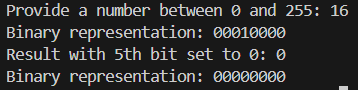 Provide a number between 0 and 255: 16
Binary representation: 00010000
Result with 5th bit set to 0: 0
Binary representation: 00000000